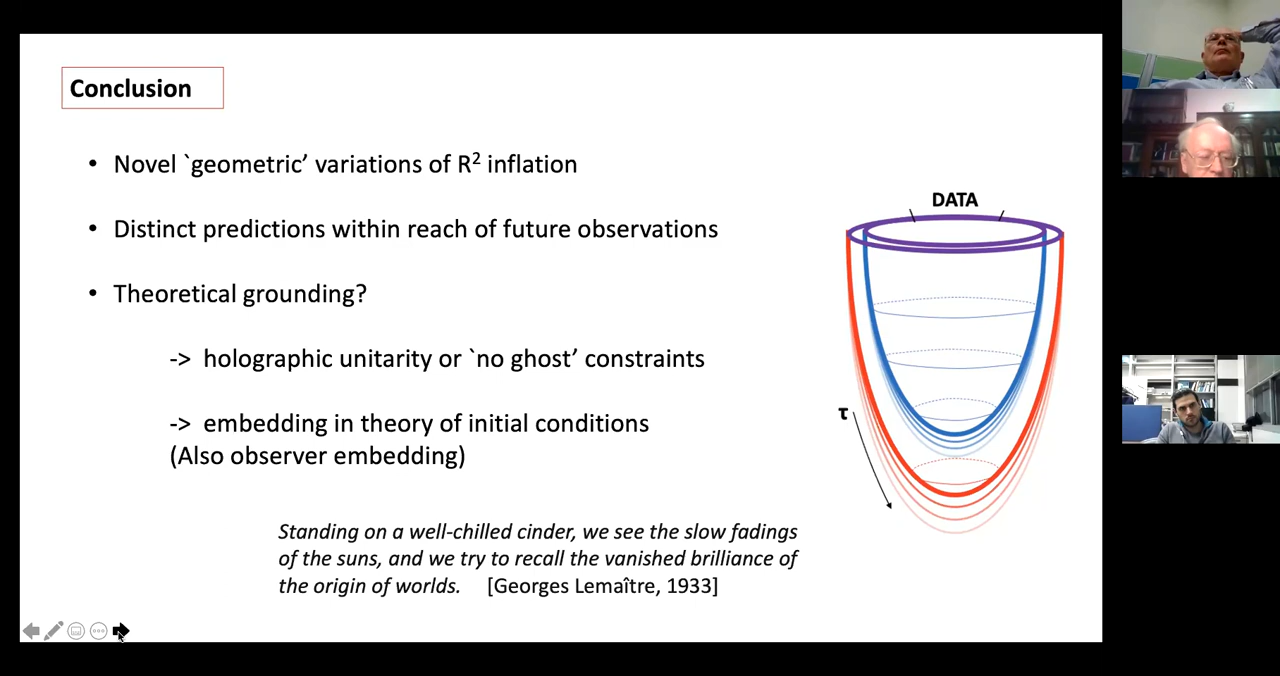 Conclusion
• Novel `geometric’ variations of R² inflation
• Distinct predictions within reach of future observations
• Theoretical grounding?
-> holographic unitarity or `no ghost’ constraints
-> embedding in theory of initial conditions
(Also observer embedding)
Standing on a well-chilled cinder, we see the slow fadings
of the suns, and we try to recall the vanished brilliance of
the origin of worlds. [Georges Lemaître, 1933]
DATA
τ